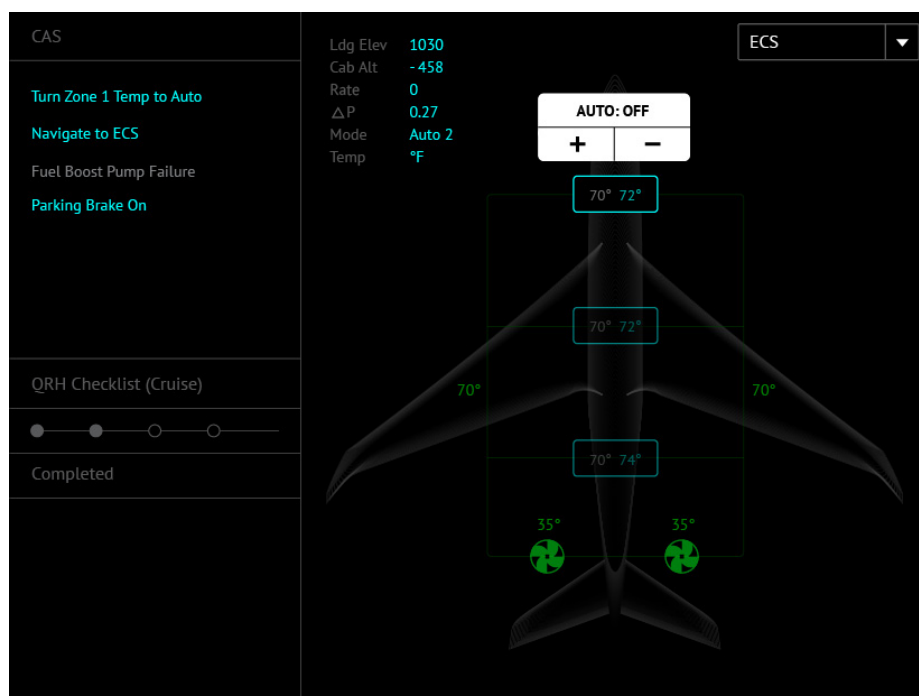 CAS
Turn Zone 1 Temp to Auto
Navigate to ECS
Fuel Boost Pump Failure
Parking Brake On
QRH Checklist (Cruise)
Completed
Ldg Elev 1030
Cab Alt - 458
Rate 0
△P 0.27
Mode Auto 2
Temp °F
ECS
AUTO: OFF
+ −
70° 72°
70° 72°
70° 70°
70° 74°
35° 35°